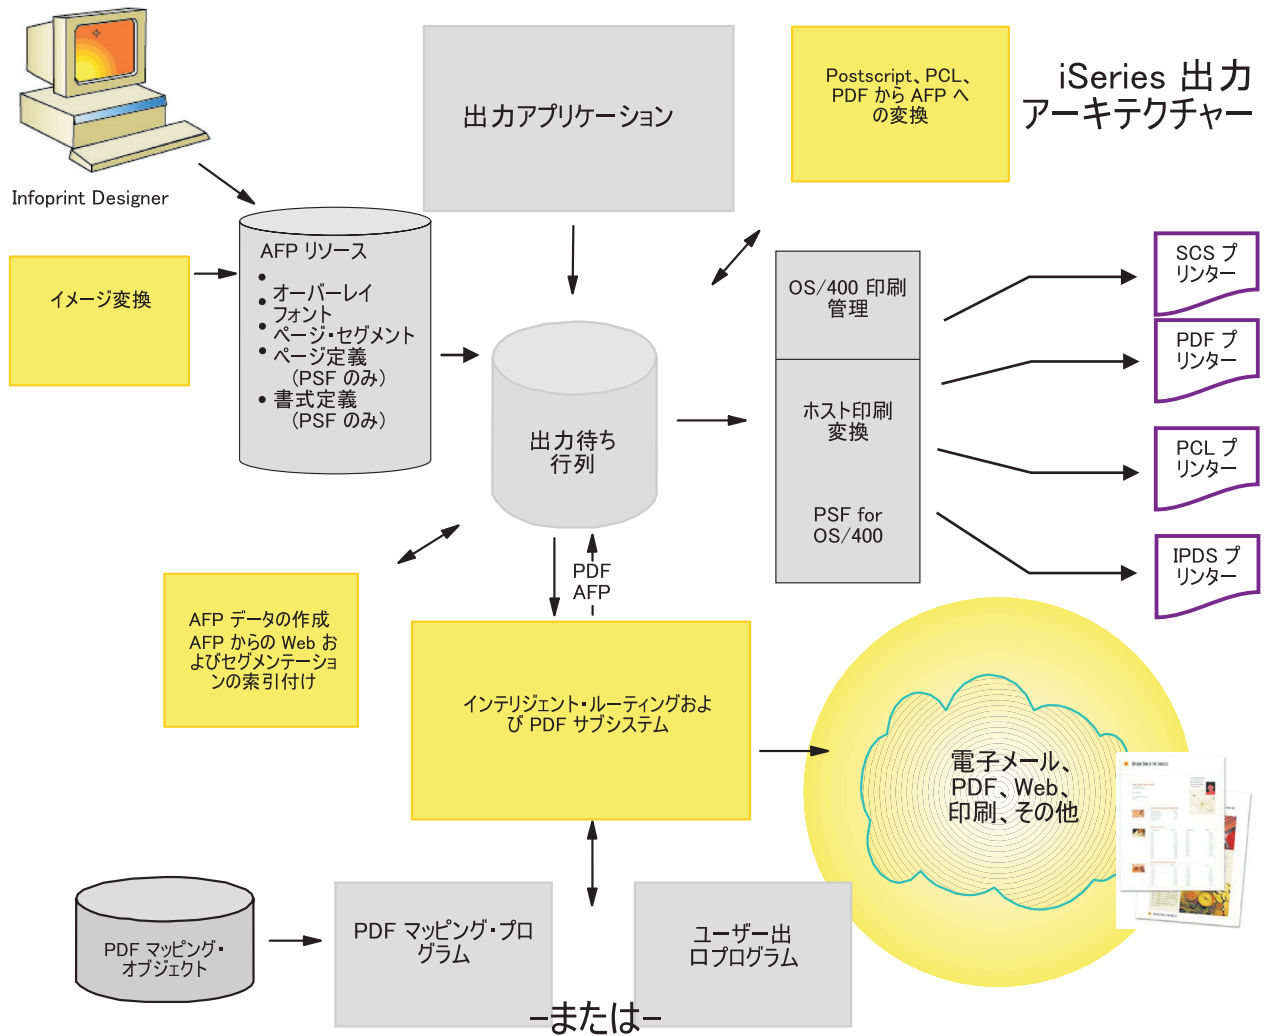 iSeries 出力
アーキテクチャー
Infoprint Designer
出力アプリケーション
Postscript、PCL、
PDF から AFP へ
の変換
イメージ変換
AFP リソース
•
• オーバーレイ
フォント
• ページ・セグメント
• ページ定義
(PSF のみ)
• 書式定義
(PSF のみ)
出力待ち
行列
OS/400 印刷
管理
ホスト印刷
変換
PSF for
OS/400
SCS プ
リンター
PDF プ
リンター
PCL プ
リンター
IPDS プ
リンター
PDF
AFP
AFP データの作成
AFP からの Web お
よびセグメンテーショ
ンの索引付け
インテリジェント・ルーティングおよ
び PDF サブシステム
電子メール、
PDF、Web、
印刷、その他
PDF マッピング・
オブジェクト
PDF マッピング・プロ
グラム
ユーザー出
口プログラム
–または–